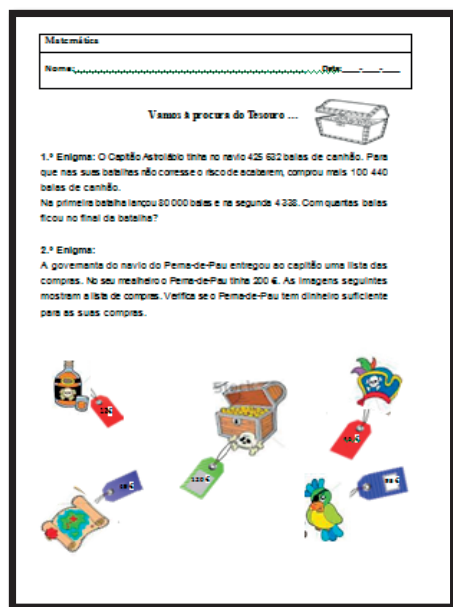 Matemática
Nome: Data:____-____-____
Vamos à procura do Tesouro ...
1.º Enigma: O Capitão Astrolábio tinha no navio 425 632 balas de canhão. Para
que nas suas batalhas não corresse o risco de acabarem, comprou mais 100 440
balas de canhão.
Na primeira batalha lançou 80 000 balas e na segunda 4 338. Com quantas balas
ficou no final da batalha?
2.º Enigma:
A governanta do navio do Perna-de-Pau entregou ao capitão uma lista das
compras. No seu mealheiro o Perna-de-Pau tinha 200 €. As imagens seguintes
mostram a lista de compras. Verifica se o Perna-de-Pau tem dinheiro suficiente
para as suas compras.
120 €